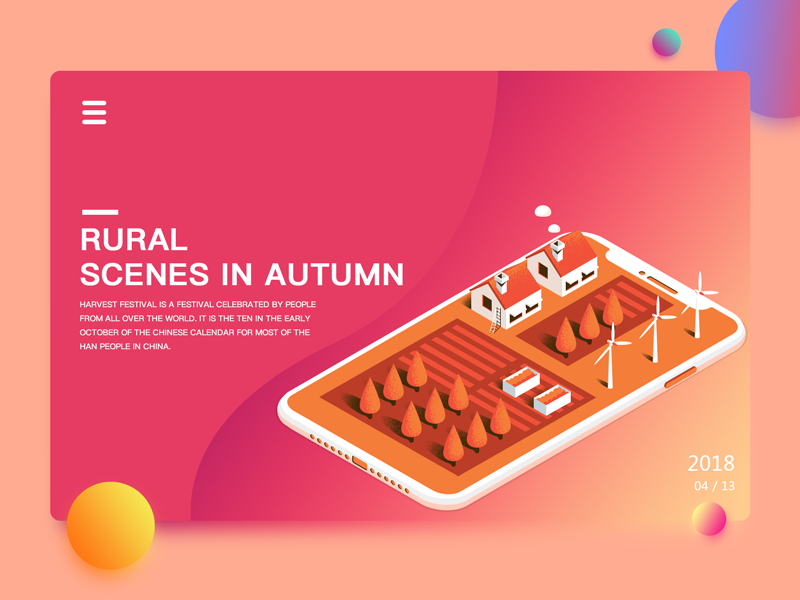 RURAL
SCENES IN AUTUMN
HARVEST FESTIVAL IS A FESTIVAL CELEBRATED BY PEOPLE
FROM ALL OVER THE WORLD. IT IS THE TEN IN THE EARLY
OCTOBER OF THE CHINESE CALENDAR FOR MOST OF THE
HAN PEOPLE IN CHINA.
2018
04 / 13